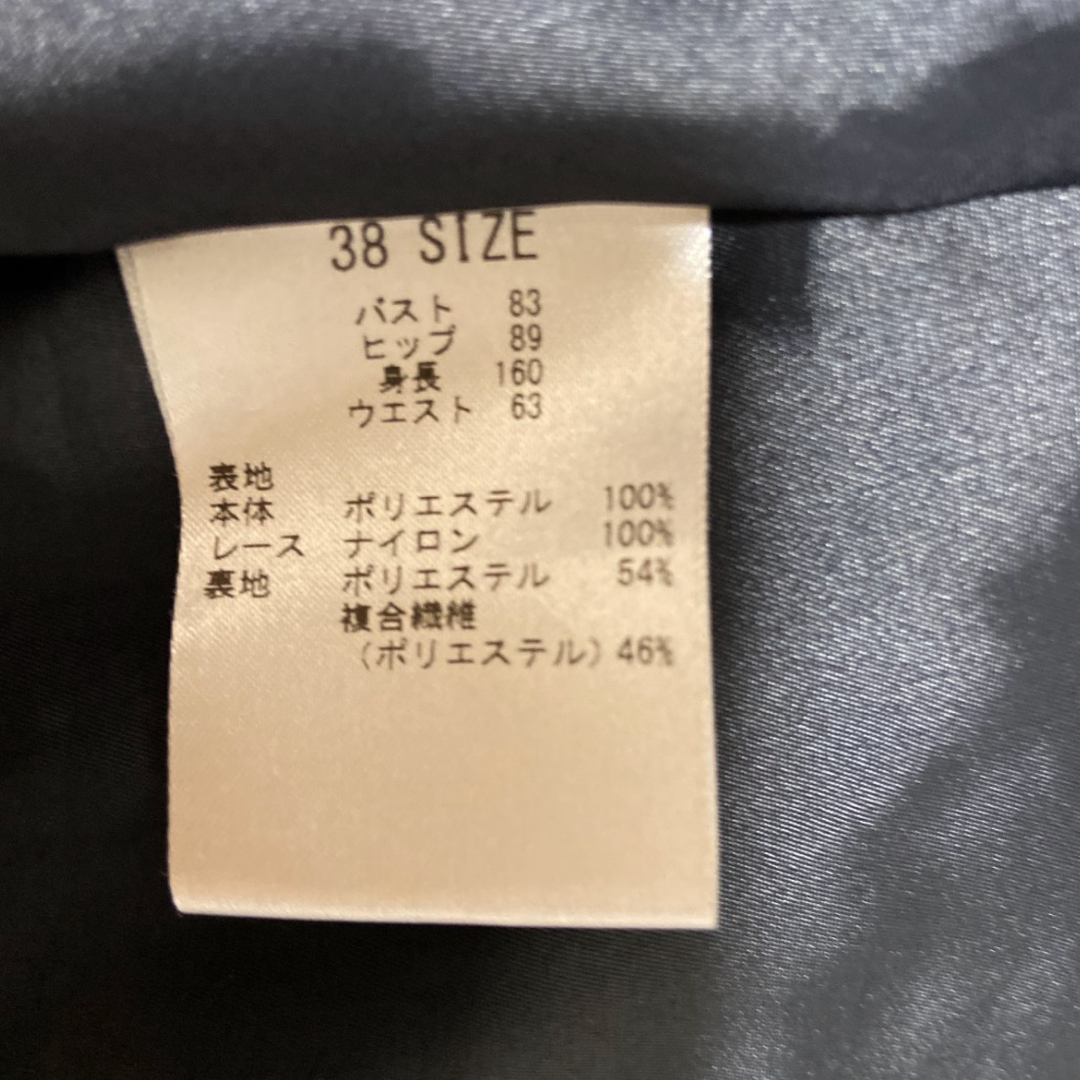 38 SIZE
バスト 83
ヒップ 89
身長 160
ウエスト 63
表地
本体 ポリエステル 100%
レース ナイロン 100%
裏地 ポリエステル 54%
複合繊維
(ポリエステル) 46%